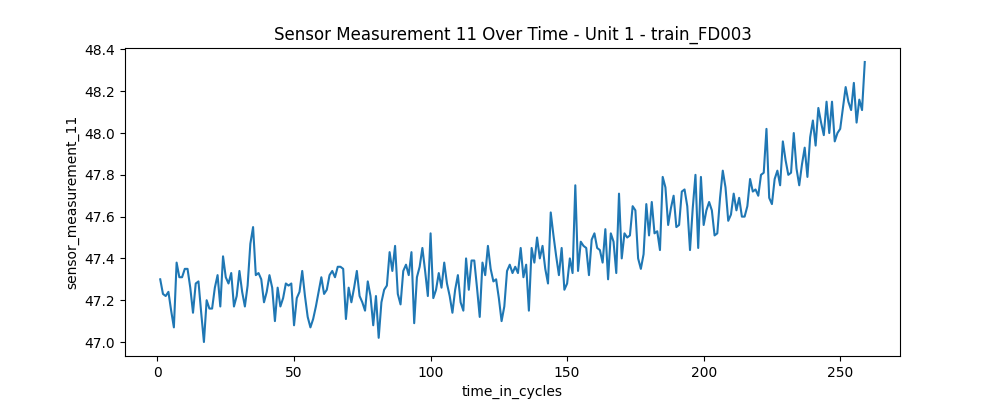 Sensor Measurement 11 Over Time - Unit 1 - train_FD003
48.4
48.2
48.0
47.8
47.6
47.4
47.2
47.0
sensor_measurement_11
0 50 100 150 200 250
time_in_cycles